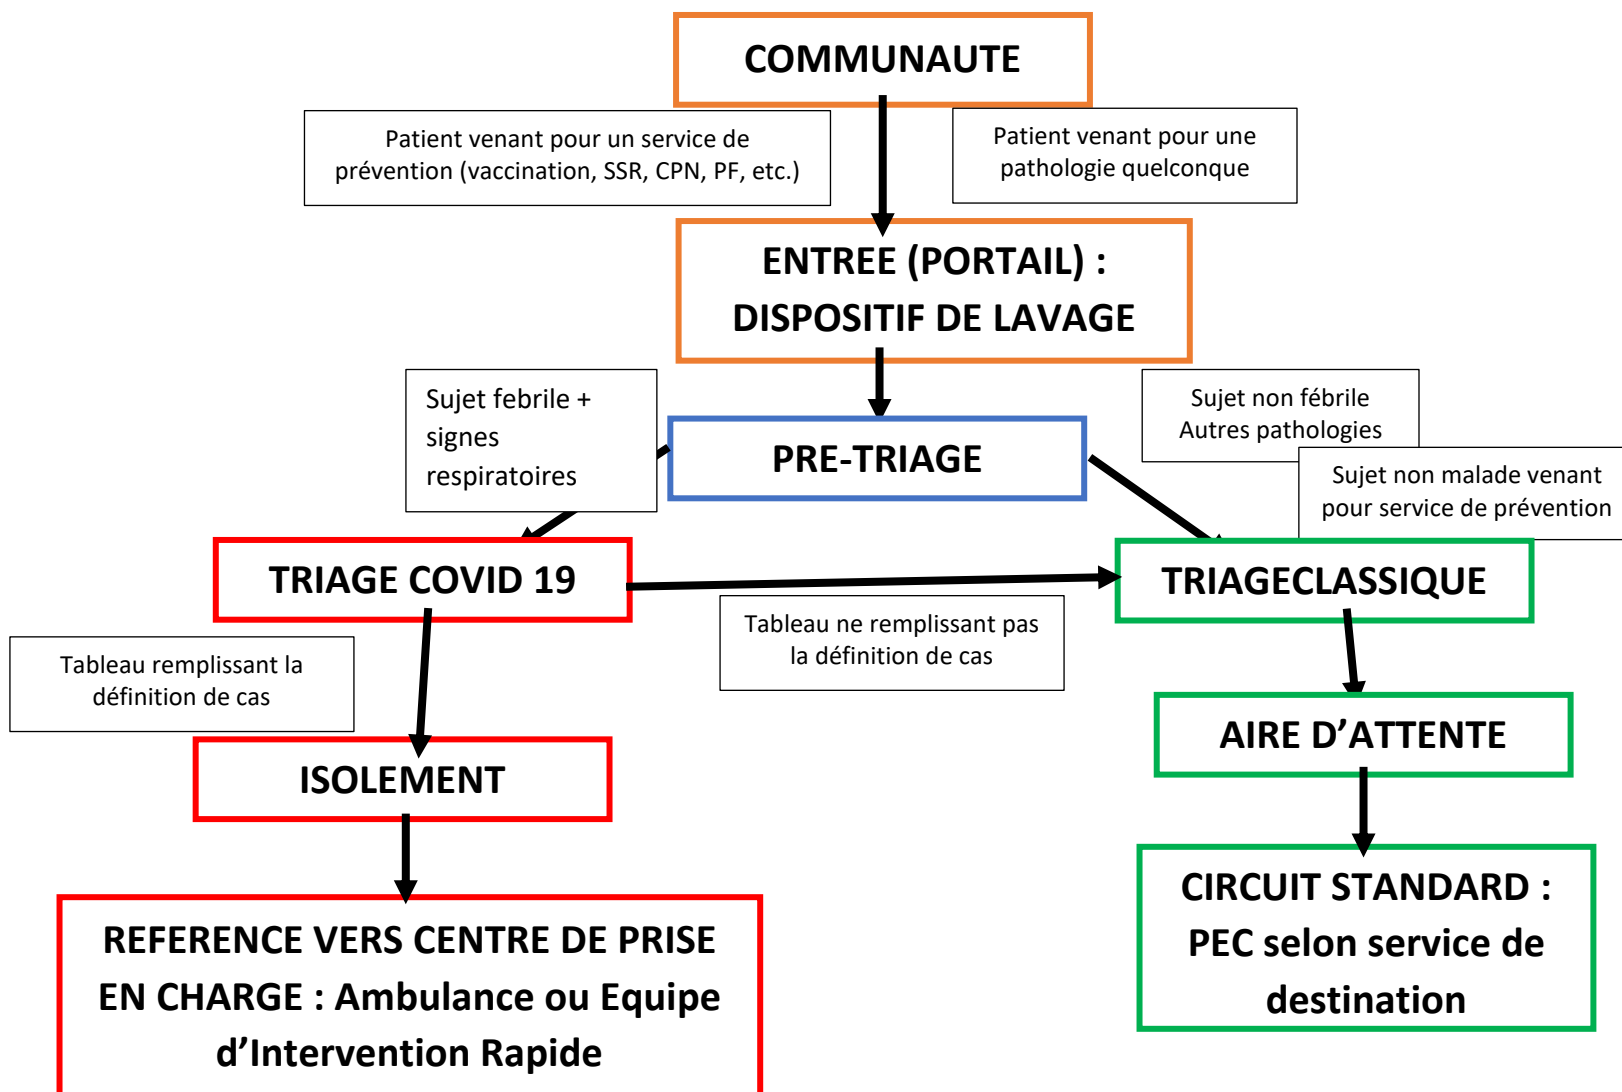 COMMUNAUTE
Patient venant pour un service de
prévention (vaccination, SSR, CPN, PF, etc.)
Patient venant pour une
pathologie quelconque
ENTREE (PORTAIL) :
DISPOSITIF DE LAVAGE
Sujet febrile +
signes
respiratoires
PRE-TRIAGE
Sujet non fébrile
Autres pathologies
Sujet non malade venant
pour service de prévention
TRIAGE COVID 19
TRIAGECLASSIQUE
Tableau ne remplissant pas
la définition de cas
Tableau remplissant la
définition de cas
ISOLEMENT
AIRE D’ATTENTE
REFERENCE VERS CENTRE DE PRISE
EN CHARGE : Ambulance ou Equipe
d’Intervention Rapide
CIRCUIT STANDARD :
PEC selon service de
destination